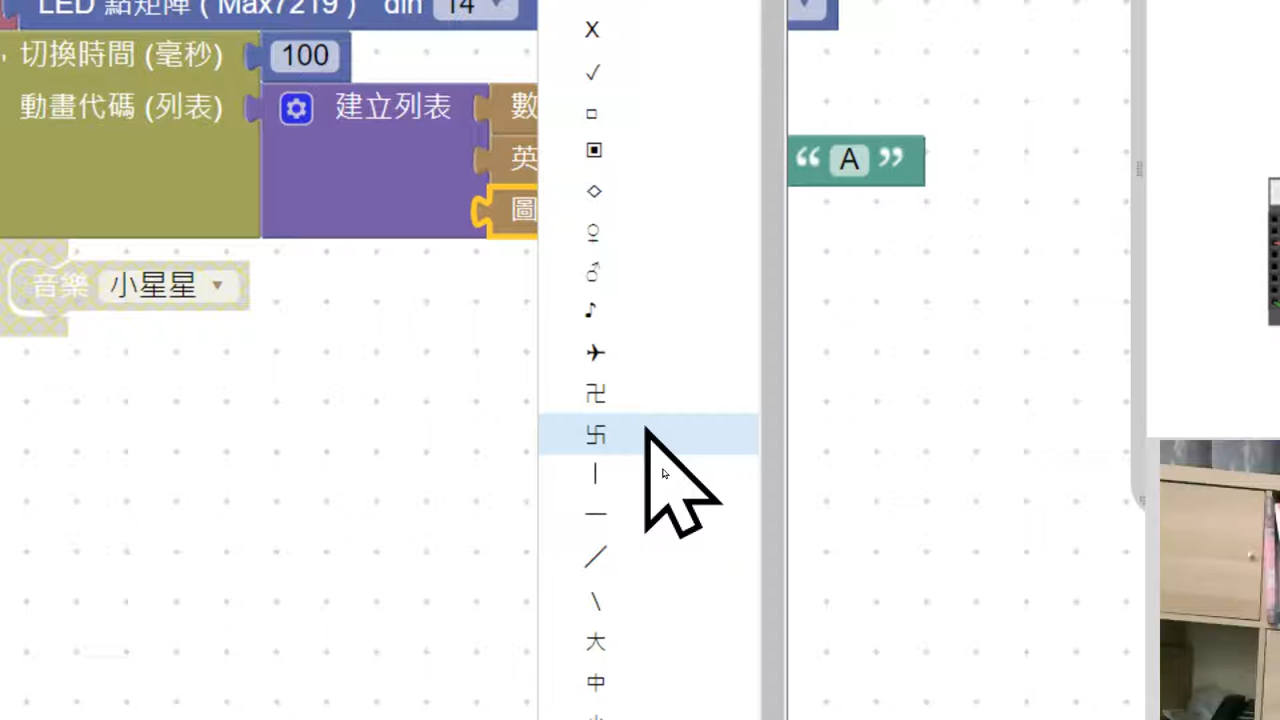 LED 點矩陣 ( Max7219 ) din 14
切換時間 (毫秒) 100
動畫代碼 (列表) 建立列表 數
英 “ A ”
圖
音樂 小星星
X
✓
□
▣
◇
♀
♂
♪
✈
卍
卐
|
—
╱
\
大
中